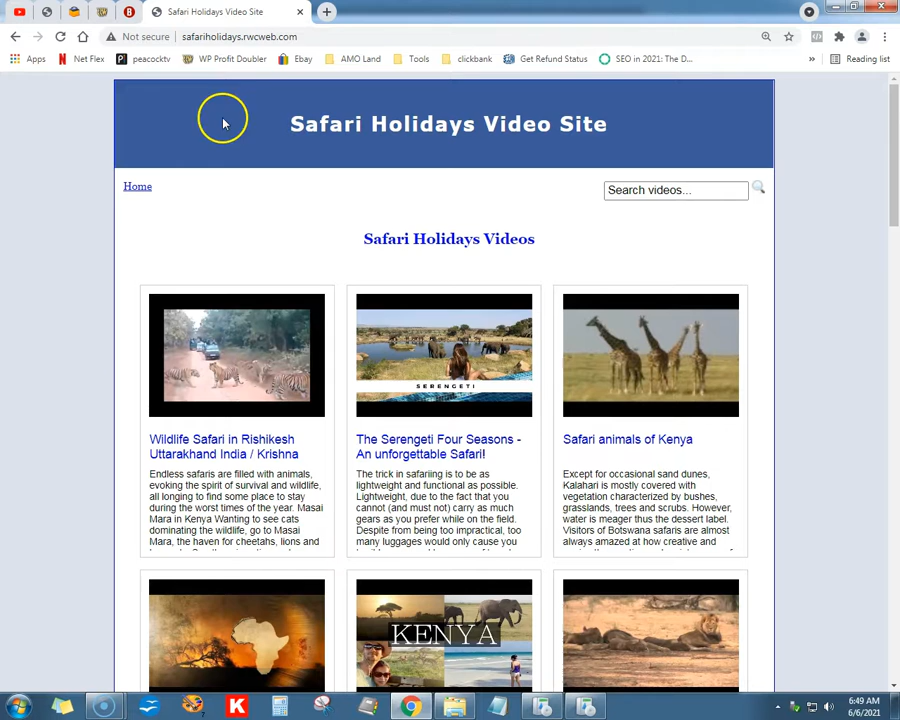 Safari Holidays Video Site
Not secure
safariholidays.rwcweb.com
Apps
Net Flex
peacocktv
WP Profit Doubler
Ebay
AMO Land
Tools
clickbank
Get Refund Status
SEO in 2021: The D...
»
Reading list
Safari Holidays Video Site
Home
Search videos...
Safari Holidays Videos
SERENGETI
Wildlife Safari in Rishikesh
Uttarakhand India / Krishna
Endless safaris are filled with animals,
evoking the spirit of survival and wildlife,
all longing to find some place to stay
during the worst times of the year. Masai
Mara in Kenya Wanting to see cats
dominating the wildlife, go to Masai
Mara, the haven for cheetahs, lions and
The Serengeti Four Seasons -
An unforgettable Safari!
The trick in safariing is to be as
lightweight and functional as possible.
Lightweight, due to the fact that you
cannot (and must not) carry as much
gears as you prefer while on the field.
Despite from being too impractical, too
many luggages would only cause you
Safari animals of Kenya
Except for occasional sand dunes,
Kalahari is mostly covered with
vegetation characterized by bushes,
grasslands, trees and scrubs. However,
water is meager thus the dessert label.
Visitors of Botswana safaris are almost
always amazed at how creative and
KENYA
6:49 AM
6/6/2021